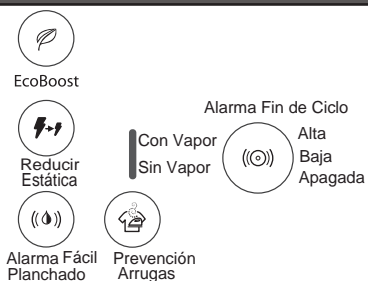 EcoBoost
Alarma Fin de Ciclo
Alta
Con Vapor
Baja
Sin Vapor
Apagada
Reducir
Estática
Alarma Fácil
Planchado
Prevención
Arrugas